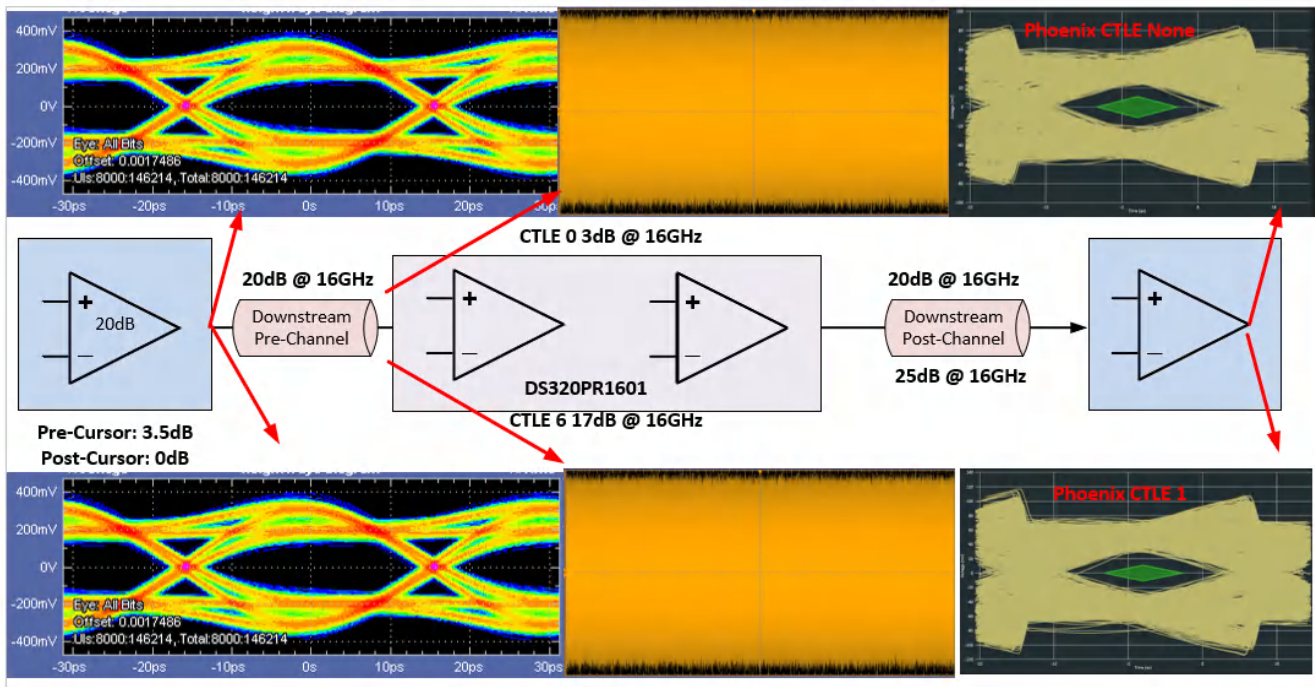 400mV
200mV
0V
-200mV
-400mV
Eye: All Bits
Offset: 0.0017486
UIs:8000:146214, Total:8000:146214
-30ps
-20ps
-10ps
0s
10ps
20ps
Phoenix CTLE None
CTLE 0 3dB @ 16GHz
20dB @ 16GHz
20dB @ 16GHz
+
20dB
Downstream
Pre-Channel
+
+
Downstream
Post-Channel
+
DS320PR1601
25dB @ 16GHz
CTLE 6 17dB @ 16GHz
Pre-Cursor: 3.5dB
Post-Cursor: 0dB
400mV
200mV
0V
-200mV
-400mV
Eye: All Bits
Offset: 0.0017486
UIs:8000:146214, Total:8000:146214
-30ps
-20ps
-10ps
0s
10ps
20ps
30ps
Phoenix CTLE 1